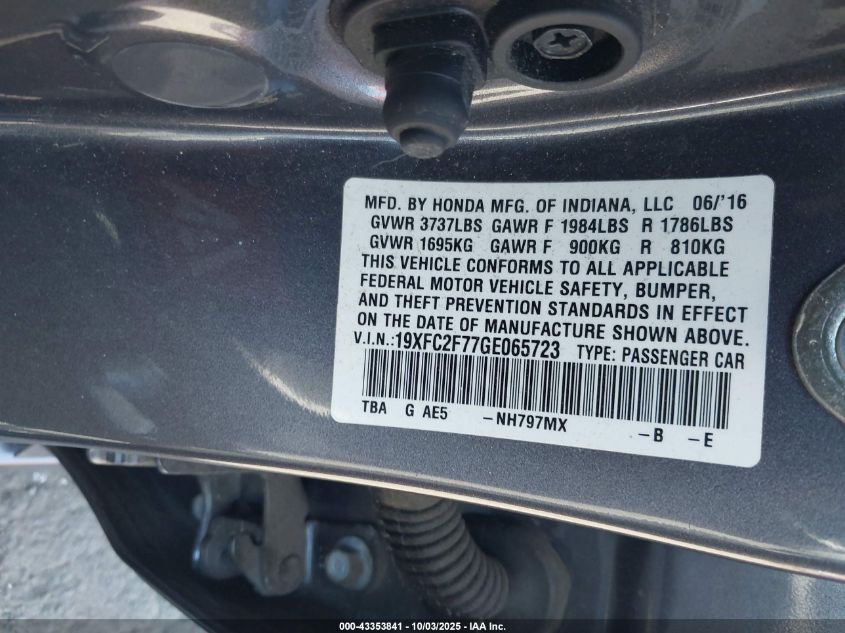 MFD. BY HONDA MFG. OF INDIANA, LLC 06/'16
GVWR 3737LBS GAWR F 1984LBS R 1786LBS
GVWR 1695KG GAWR F 900KG R 810KG
THIS VEHICLE CONFORMS TO ALL APPLICABLE
FEDERAL MOTOR VEHICLE SAFETY, BUMPER,
AND THEFT PREVENTION STANDARDS IN EFFECT
ON THE DATE OF MANUFACTURE SHOWN ABOVE.
V.I.N.:19XFC2F77GE065723 TYPE: PASSENGER CAR
TBA G AE5 -NH797MX -B -E
000-43353841 - 10/03/2025 - IAA Inc.